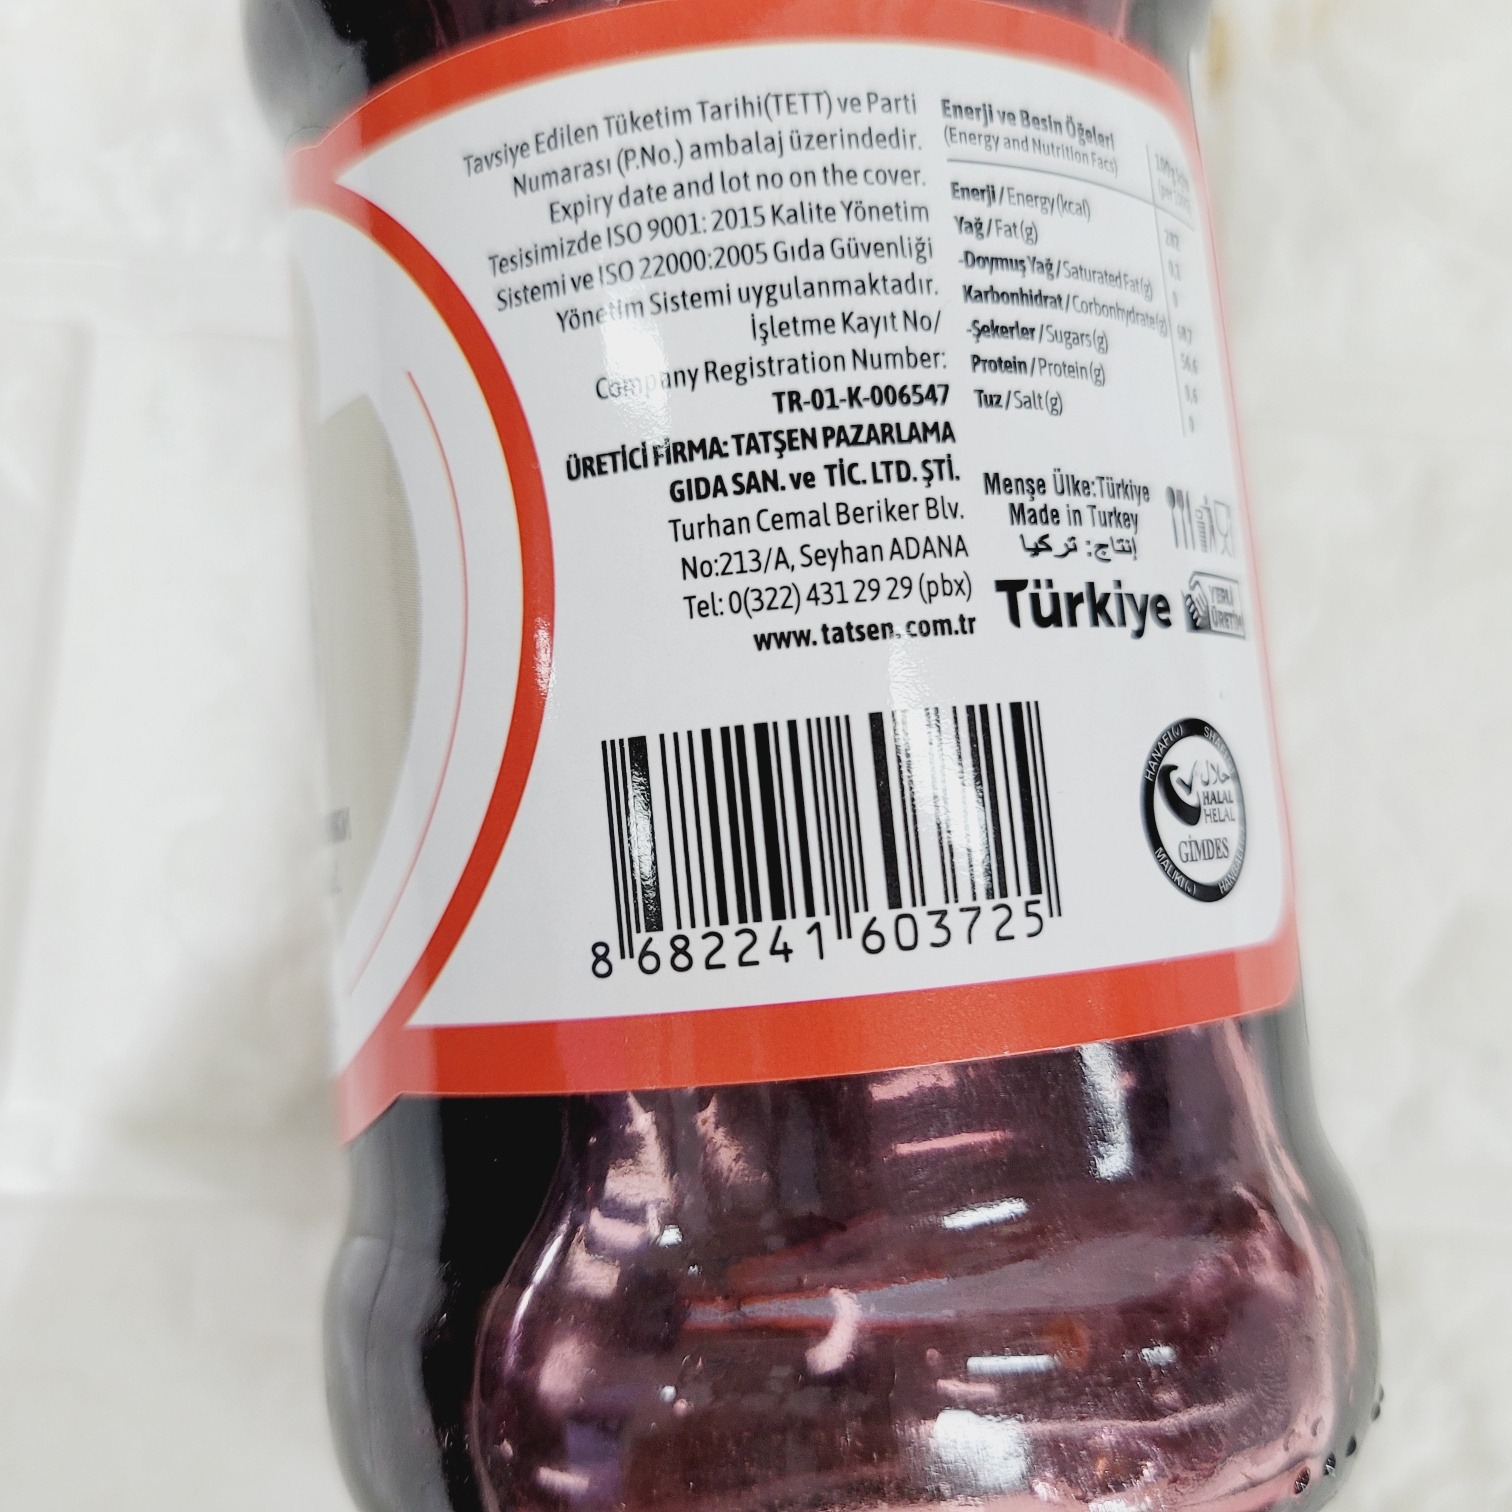 Tavsiye Edilen Tüketim Tarihi(TETT) ve Parti
Numarası (P.No.) ambalaj üzerindedir.
Expiry date and lot no on the cover.
Tesisimizde ISO 9001: 2015 Kalite Yönetim
Sistemi ve ISO 22000:2005 Gıda Güvenliği
Yönetim Sistemi uygulanmaktadır.
İşletme Kayıt No/
Company Registration Number:
TR-01-K-006547
ÜRETİCİ FİRMA: TATŞEN PAZARLAMA
GIDA SAN. ve TİC. LTD. ŞTİ.
Turhan Cemal Beriker Blv.
No:213/A, Seyhan ADANA
Tel: 0(322) 431 29 29 (pbx)
www. tatsen. com.tr
8 682241 603725
Enerji ve Besin Öğeleri
(Energy and Nutrition Facs)
Enerji / Energy (kcal)
Yağ / Fat (g)
-Doymuş Yağ / Saturated Fat (g)
Karbonhidrat / Corbonhydrate (g)
-Şekerler / Sugars (g)
Protein / Protein (g)
Tuz / Salt (g)
Menşe Ülke:Türkiye
Made in Turkey
إنتاج: تركيا
Türkiye
YERLİ
ÜRETİM
HANAFI(√)
حلال
HALAL
HELAL
GİMDES
MALIKI(√)